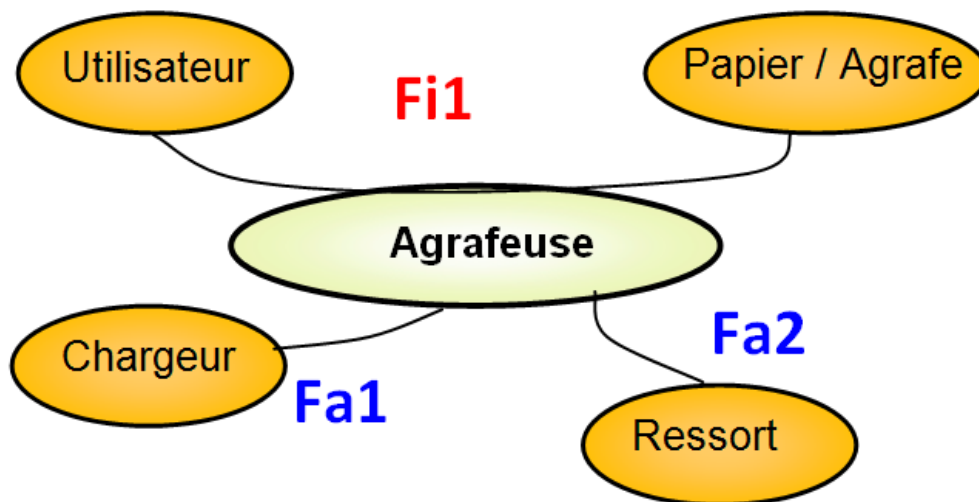 Utilisateur
Papier / Agrafe
Fi1
Agrafeuse
Chargeur
Fa2
Fa1
Ressort